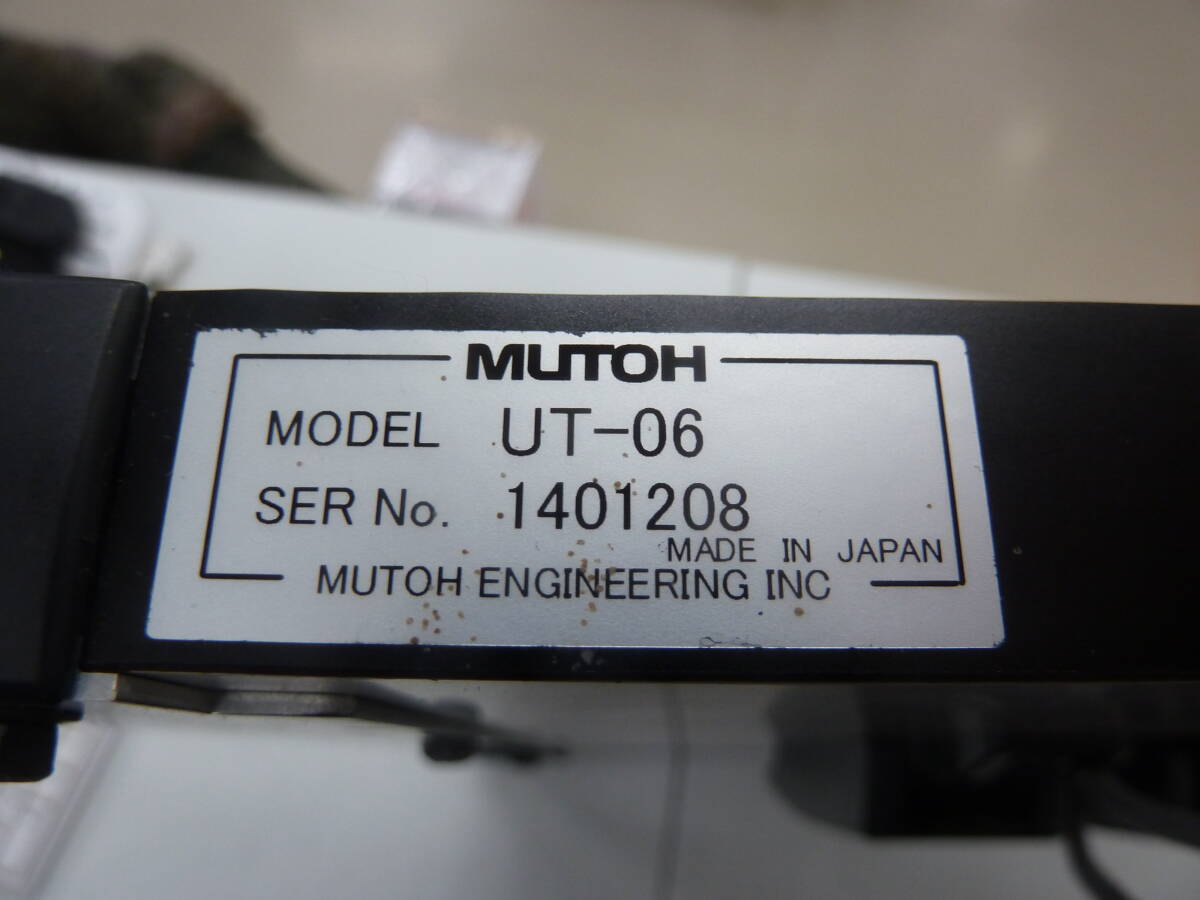 MUTOH
MODEL UT-06
SER No. 1401208
MADE IN JAPAN
MUTOH ENGINEERING INC